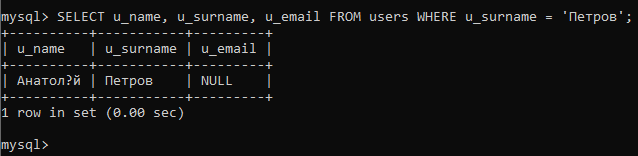 mysql> SELECT u_name, u_surname, u_email FROM users WHERE u_surname = 'Петров';
+----------+-----------+---------+
| u_name   | u_surname | u_email |
+----------+-----------+---------+
| Анатол?й | Петров    | NULL    |
+----------+-----------+---------+
1 row in set (0.00 sec)
mysql>